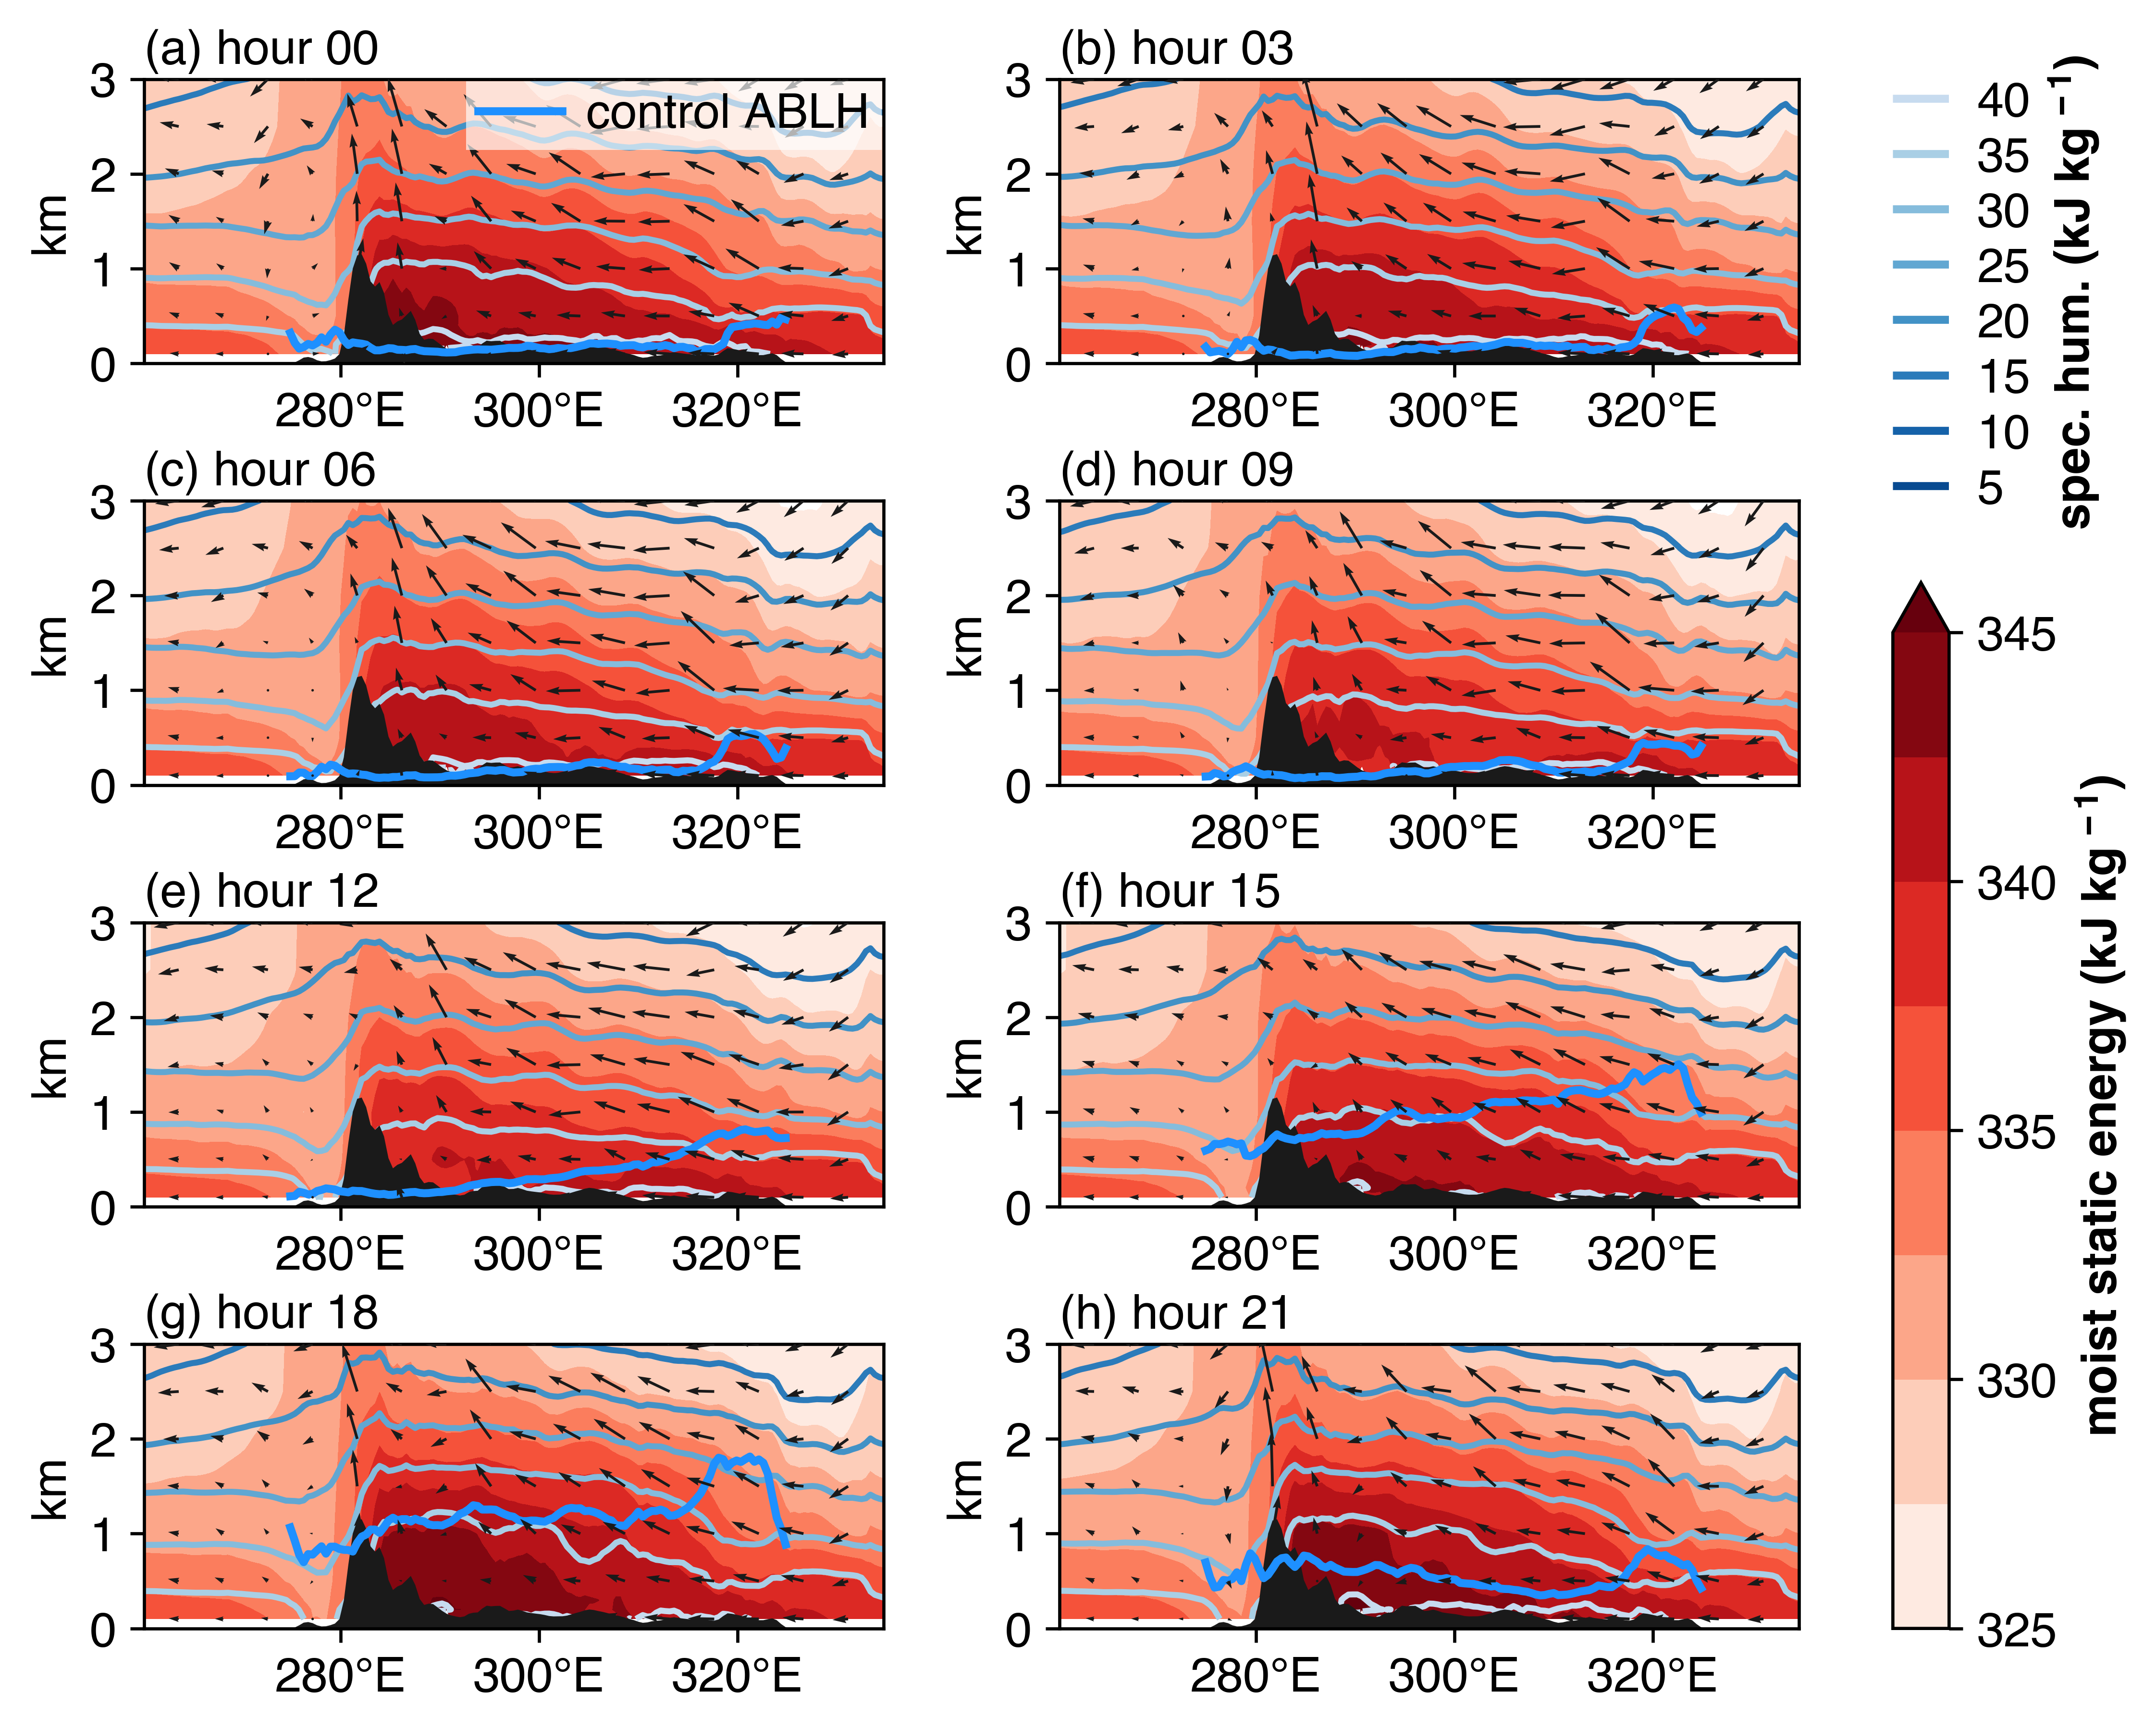 (a) hour 00
3
2
1
0
km
control ABLH
280°E 300°E 320°E
(b) hour 03
3
2
1
0
km
280°E 300°E 320°E
(c) hour 06
3
2
1
0
km
280°E 300°E 320°E
(d) hour 09
3
2
1
0
km
280°E 300°E 320°E
(e) hour 12
3
2
1
0
km
280°E 300°E 320°E
(f) hour 15
3
2
1
0
km
280°E 300°E 320°E
(g) hour 18
3
2
1
0
km
280°E 300°E 320°E
(h) hour 21
3
2
1
0
km
280°E 300°E 320°E
40
35
30
25
20
15
10
5
spec. hum. (kJ kg⁻¹)
345
340
335
330
325
moist static energy (kJ kg⁻¹)